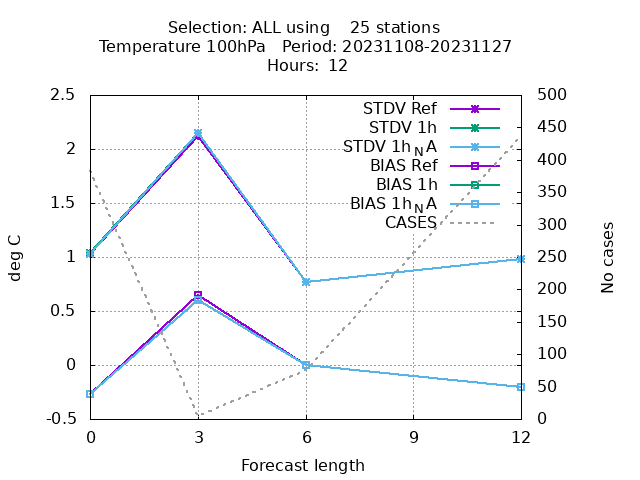 Selection: ALL using 25 stations
Temperature 100hPa Period: 20231108-20231127
Hours: 12
STDV Ref
STDV 1h
STDV 1hNA
BIAS Ref
BIAS 1h
BIAS 1hNA
CASES
deg C
2.5
2
1.5
1
0.5
0
-0.5
No cases
500
450
400
350
300
250
200
150
100
50
0
0 3 6 9 12
Forecast length